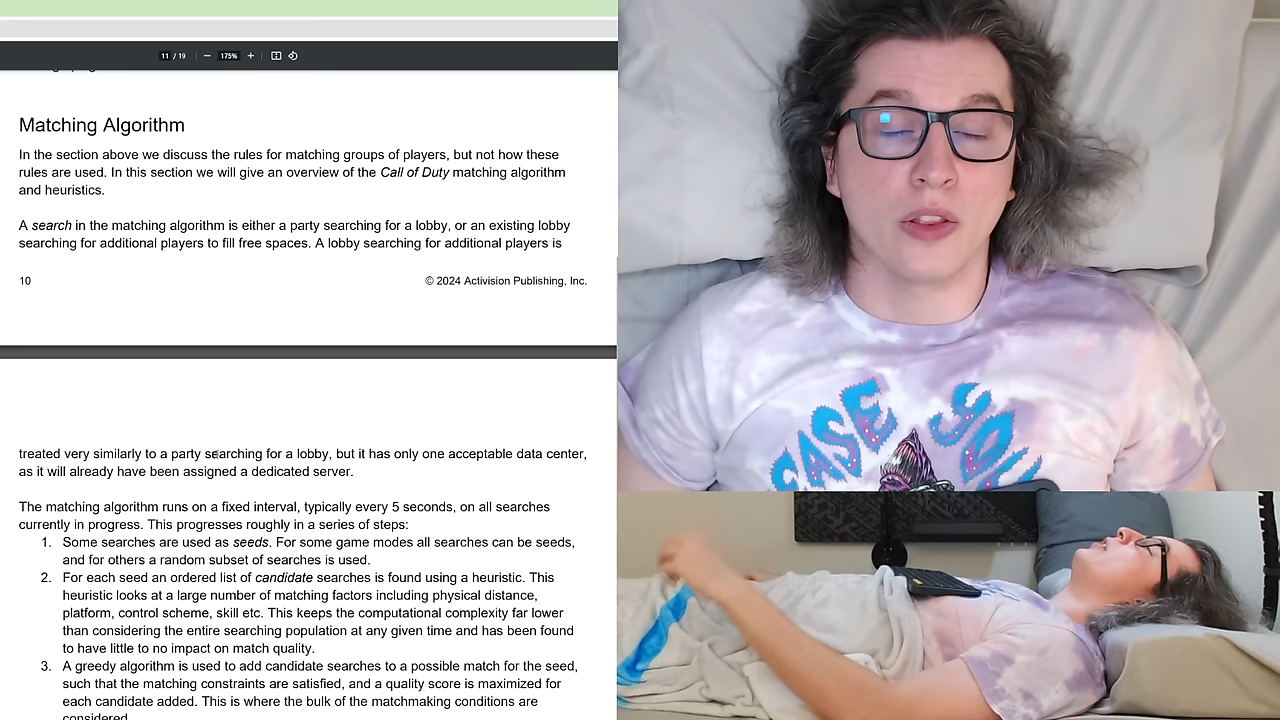 11 / 19 − 175% +
Matching Algorithm
In the section above we discuss the rules for matching groups of players, but not how these
rules are used. In this section we will give an overview of the Call of Duty matching algorithm
and heuristics.
A search in the matching algorithm is either a party searching for a lobby, or an existing lobby
searching for additional players to fill free spaces. A lobby searching for additional players is
10 © 2024 Activision Publishing, Inc.
treated very similarly to a party searching for a lobby, but it has only one acceptable data center,
as it will already have been assigned a dedicated server.
The matching algorithm runs on a fixed interval, typically every 5 seconds, on all searches
currently in progress. This progresses roughly in a series of steps:
1. Some searches are used as seeds. For some game modes all searches can be seeds,
and for others a random subset of searches is used.
2. For each seed an ordered list of candidate searches is found using a heuristic. This
heuristic looks at a large number of matching factors including physical distance,
platform, control scheme, skill etc. This keeps the computational complexity far lower
than considering the entire searching population at any given time and has been found
to have little to no impact on match quality.
3. A greedy algorithm is used to add candidate searches to a possible match for the seed,
such that the matching constraints are satisfied, and a quality score is maximized for
each candidate added. This is where the bulk of the matchmaking conditions are
considered